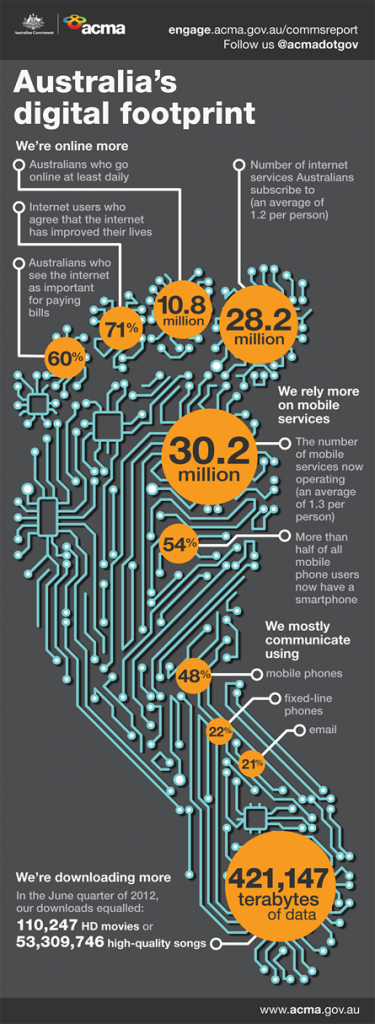 Australian Government
acma
engage.acma.gov.au/commsreport
Follow us @acmadotgov
Australia's
digital footprint
We're online more
Australians who go
online at least daily
Internet users who
agree that the internet
has improved their lives
Australians who
see the internet
as important
for paying
bills
Number of internet
services Australians
subscribe to
(an average of
1.2 per person)
60%
71%
10.8
million
28.2
million
We rely more
on mobile
services
30.2
million
The number
of mobile
services now
operating
(an average
of 1.3 per
person)
54%
More than
half of all
mobile
phone users
now have a
smartphone
We mostly
communicate
using
48%
mobile phones
22%
fixed-line
phones
21%
email
We're downloading more
In the June quarter of 2012,
our downloads equalled:
110,247 HD movies or
53,309,746 high-quality songs
421,147
terabytes
of data
www.acma.gov.au